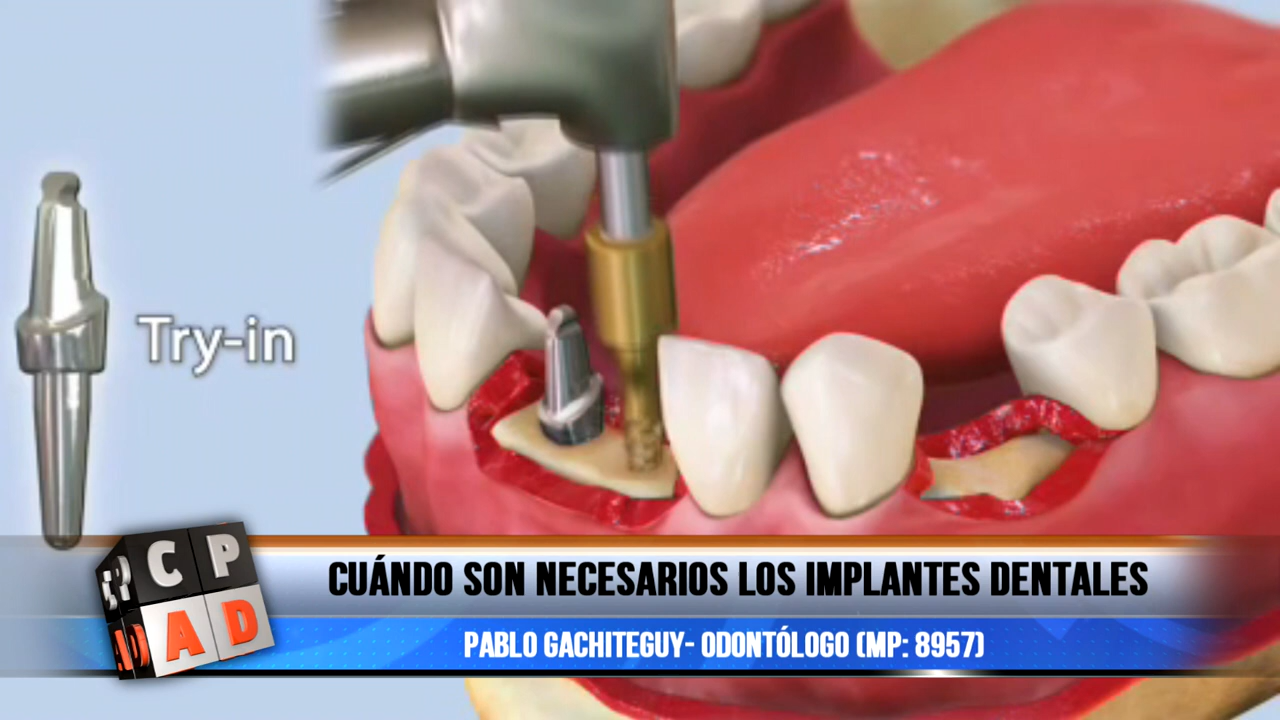 Try-in
CP
AD
CUÁNDO SON NECESARIOS LOS IMPLANTES DENTALES
PABLO GACHITEGUY- ODONTÓLOGO (MP: 8957)